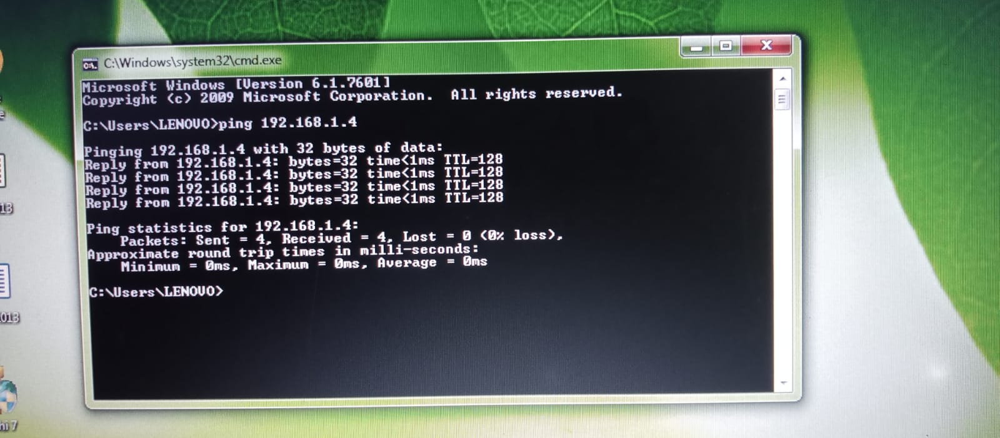 C:\Windows\system32\cmd.exe
Microsoft Windows [Version 6.1.7601]
Copyright (c) 2009 Microsoft Corporation.  All rights reserved.
C:\Users\LENOVO>ping 192.168.1.4
Pinging 192.168.1.4 with 32 bytes of data:
Reply from 192.168.1.4: bytes=32 time<1ms TTL=128
Reply from 192.168.1.4: bytes=32 time<1ms TTL=128
Reply from 192.168.1.4: bytes=32 time<1ms TTL=128
Reply from 192.168.1.4: bytes=32 time<1ms TTL=128
Ping statistics for 192.168.1.4:
    Packets: Sent = 4, Received = 4, Lost = 0 (0% loss),
Approximate round trip times in milli-seconds:
    Minimum = 0ms, Maximum = 0ms, Average = 0ms
C:\Users\LENOVO>
13
013
hi 7